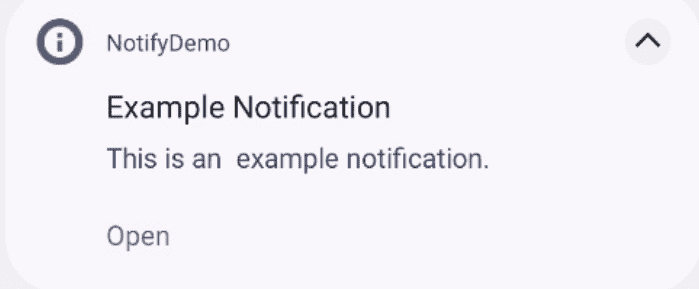 NotifyDemo
Example Notification
This is an  example notification.
Open